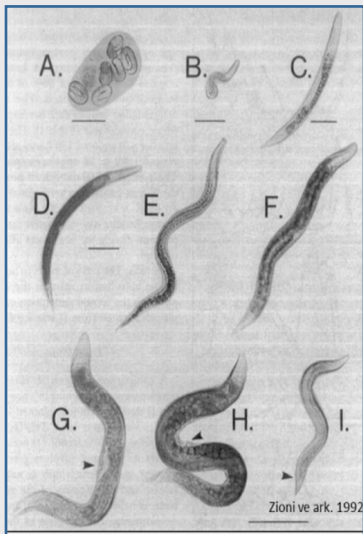 A.
B.
C.
D.
E.
F.
G.
H.
I.
Zioni ve ark. 1992